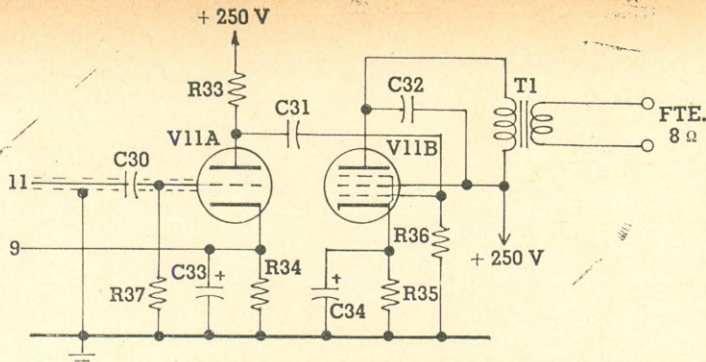 + 250 V
R33
C31
C32
T1
V11A
V11B
FTE.
8 Ω
C30
11
R36
9
C33
+
R34
+
+ 250 V
R37
C34
R35